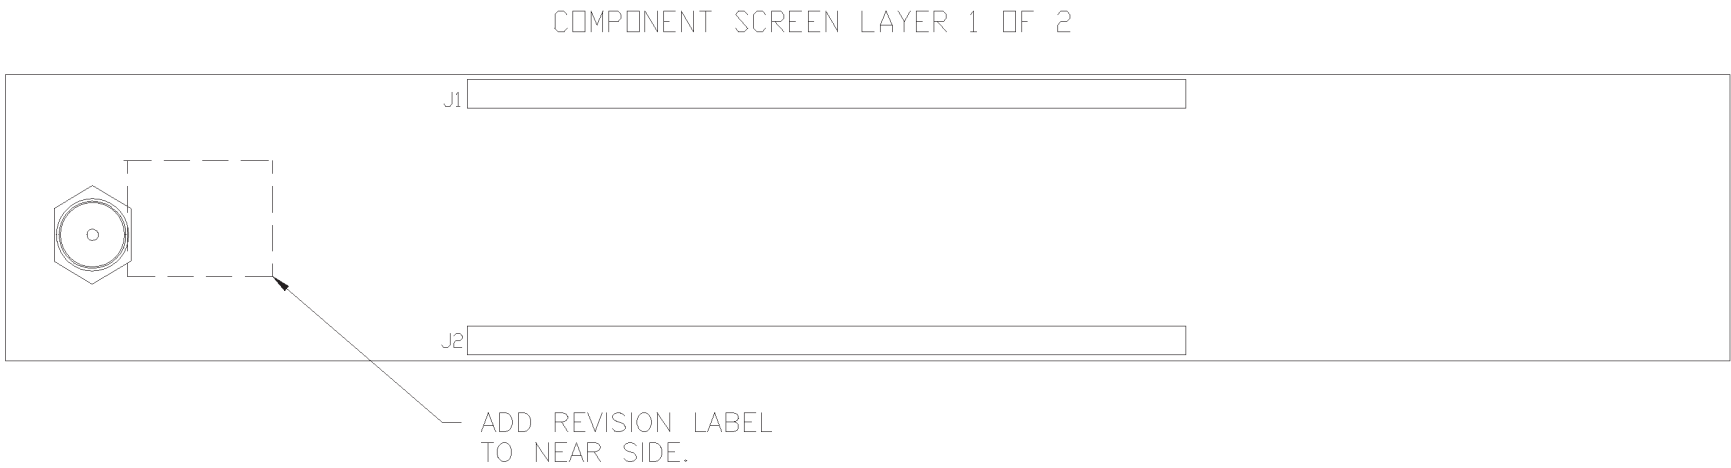 COMPONENT SCREEN LAYER 1 OF 2
J1
J2
ADD REVISION LABEL
TO NEAR SIDE.